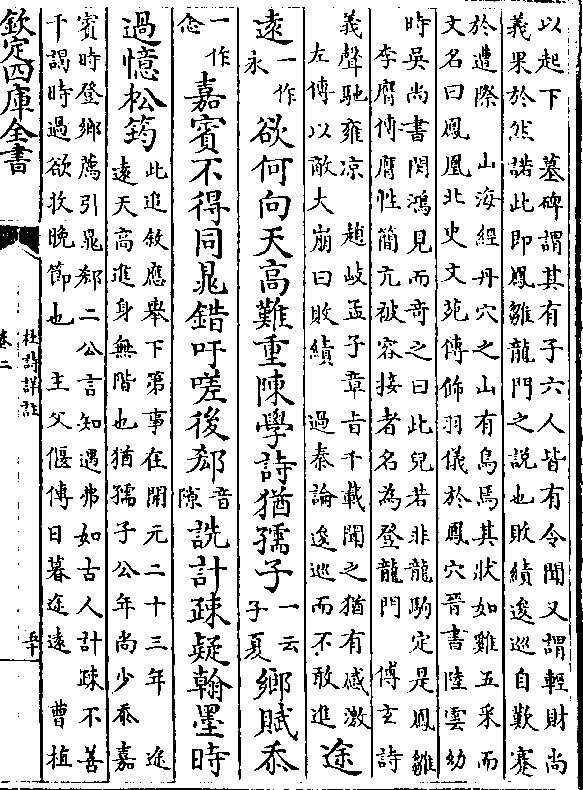 以起下　墓碑謂其有子六人皆有令聞又謂輕財尚
義果於然諾此即鳳雛龍門之說也敗績逡巡自歎蹇
於遭際　山海經丹穴之山有鳥焉其狀如雞五采而
文名曰鳳凰北史文苑傳飾羽儀於鳳穴晉書陸雲幼
時吳尚書閔鴻見而奇之曰此兒若非龍駒定是鳳雛
李膺傳膺性簡亢被容接者名為登龍門　傅玄詩
義聲馳雍凉　趙岐孟子章㫖千載聞之猶有感激
左傳以敵大崩曰敗績　過秦論逡巡而不敢進
途
遠一作永欲何向天高難重陳學詩猶孺子一云子夏鄉賦忝
一作念嘉賓不得同鼂錯吁嗟後郄音隙詵計疎疑翰墨時
過憶松筠
此追敘應舉下第事在開元二十三年　途
遠天高進身無階也猶孺子公年尚少忝嘉
賓時登鄉薦引鼂郄二公言知遇弗如古人計疎不善
干謁時過欲收晚節也　主父偃傳日暮途遠　曹植
欽定四庫全書
杜詩詳註
卷二